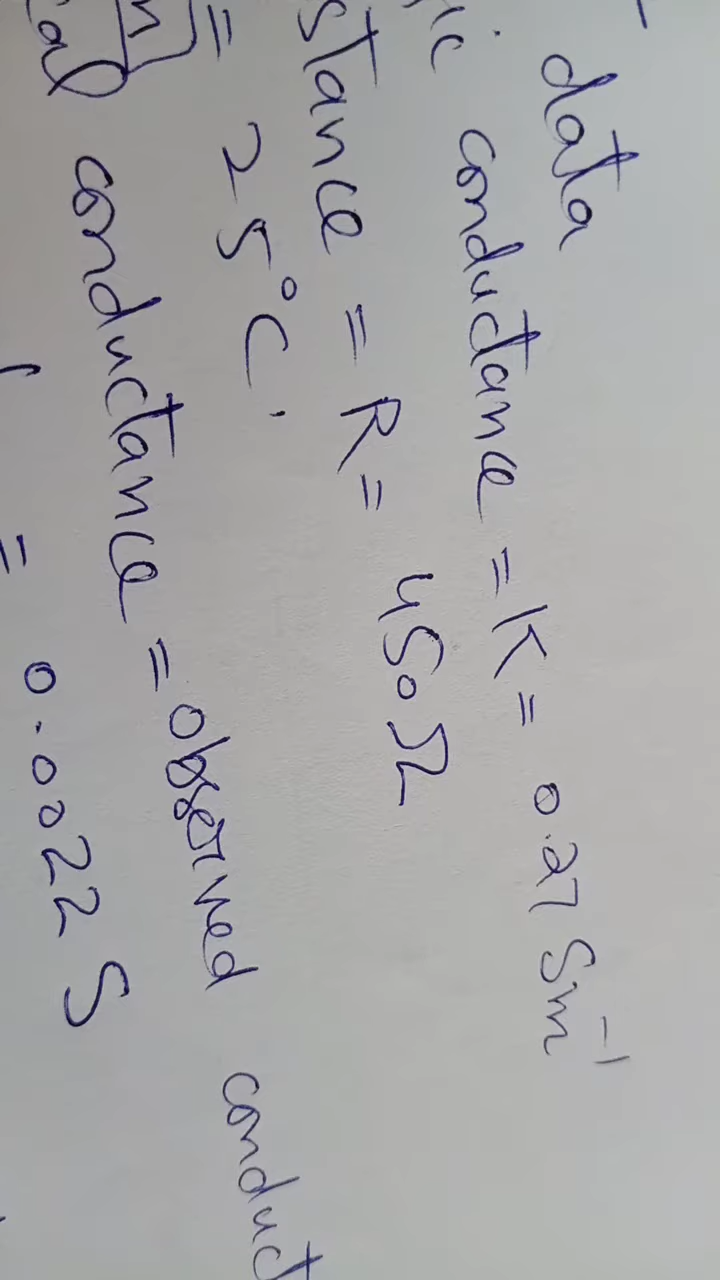 data
conductance = K = 0.27 Sm⁻¹
stance = R = 450 Ω
= 25°C.
conductance = observed conduct
= 0.0022 S